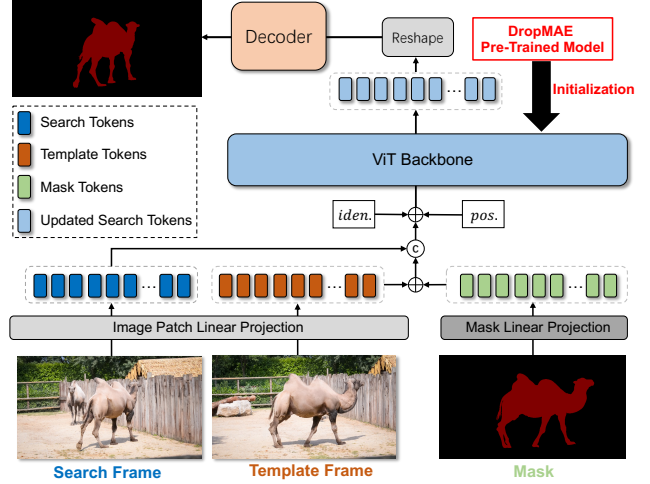 Decoder
Reshape
DropMAE
Pre-Trained Model
Initialization
...
Search Tokens
Template Tokens
Mask Tokens
Updated Search Tokens
ViT Backbone
iden.
pos.
C
...
...
...
Image Patch Linear Projection
Mask Linear Projection
Search Frame
Template Frame
Mask